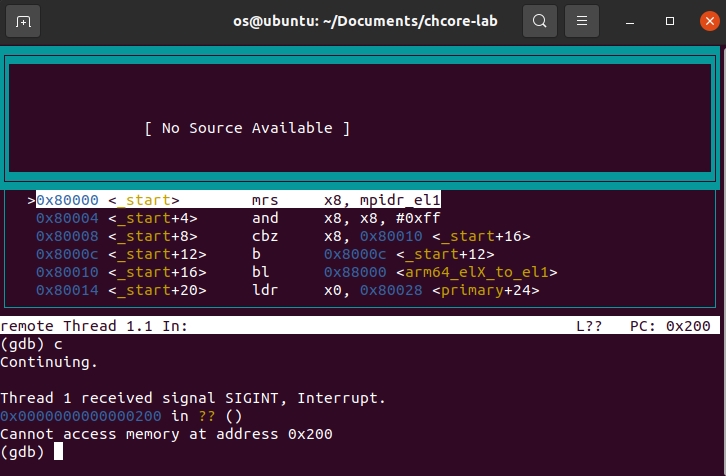 os@ubuntu: ~/Documents/chcore-lab
[ No Source Available ]
>0x80000 <_start> mrs x8, mpidr_el1
0x80004 <_start+4> and x8, x8, #0xff
0x80008 <_start+8> cbz x8, 0x80010 <_start+16>
0x8000c <_start+12> b 0x8000c <_start+12>
0x80010 <_start+16> bl 0x88000 <arm64_elX_to_el1>
0x80014 <_start+20> ldr x0, 0x80028 <primary+24>
remote Thread 1.1 In: L?? PC: 0x200
(gdb) c
Continuing.
Thread 1 received signal SIGINT, Interrupt.
0x0000000000000200 in ?? ()
Cannot access memory at address 0x200
(gdb)